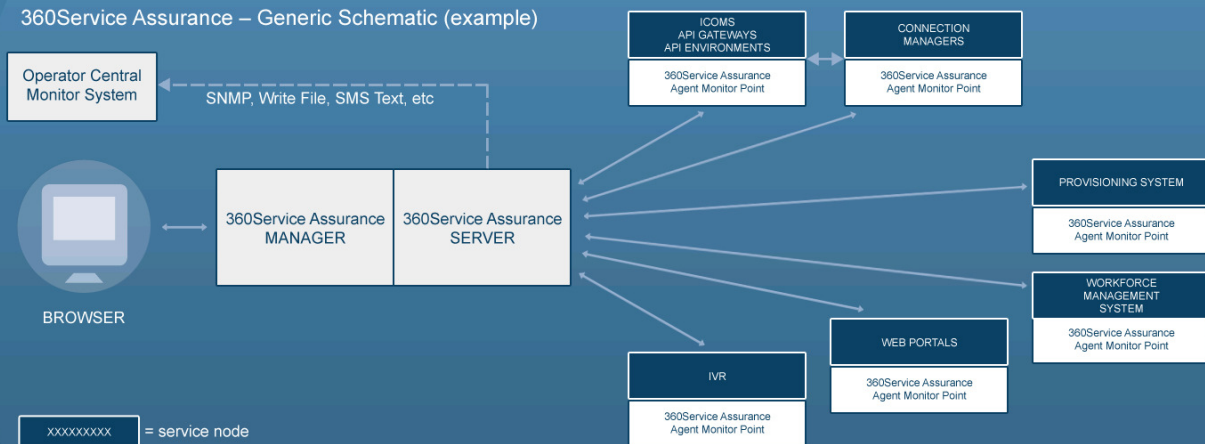 360Service Assurance – Generic Schematic (example)
Operator Central
Monitor System
SNMP, Write File, SMS Text, etc
ICOMS
API GATEWAYS
API ENVIRONMENTS
360Service Assurance
Agent Monitor Point
CONNECTION
MANAGERS
360Service Assurance
Agent Monitor Point
BROWSER
360Service Assurance
MANAGER
360Service Assurance
SERVER
PROVISIONING SYSTEM
360Service Assurance
Agent Monitor Point
WORKFORCE
MANAGEMENT
SYSTEM
360Service Assurance
Agent Monitor Point
WEB PORTALS
360Service Assurance
Agent Monitor Point
IVR
360Service Assurance
Agent Monitor Point
XXXXXXXXX
= service node